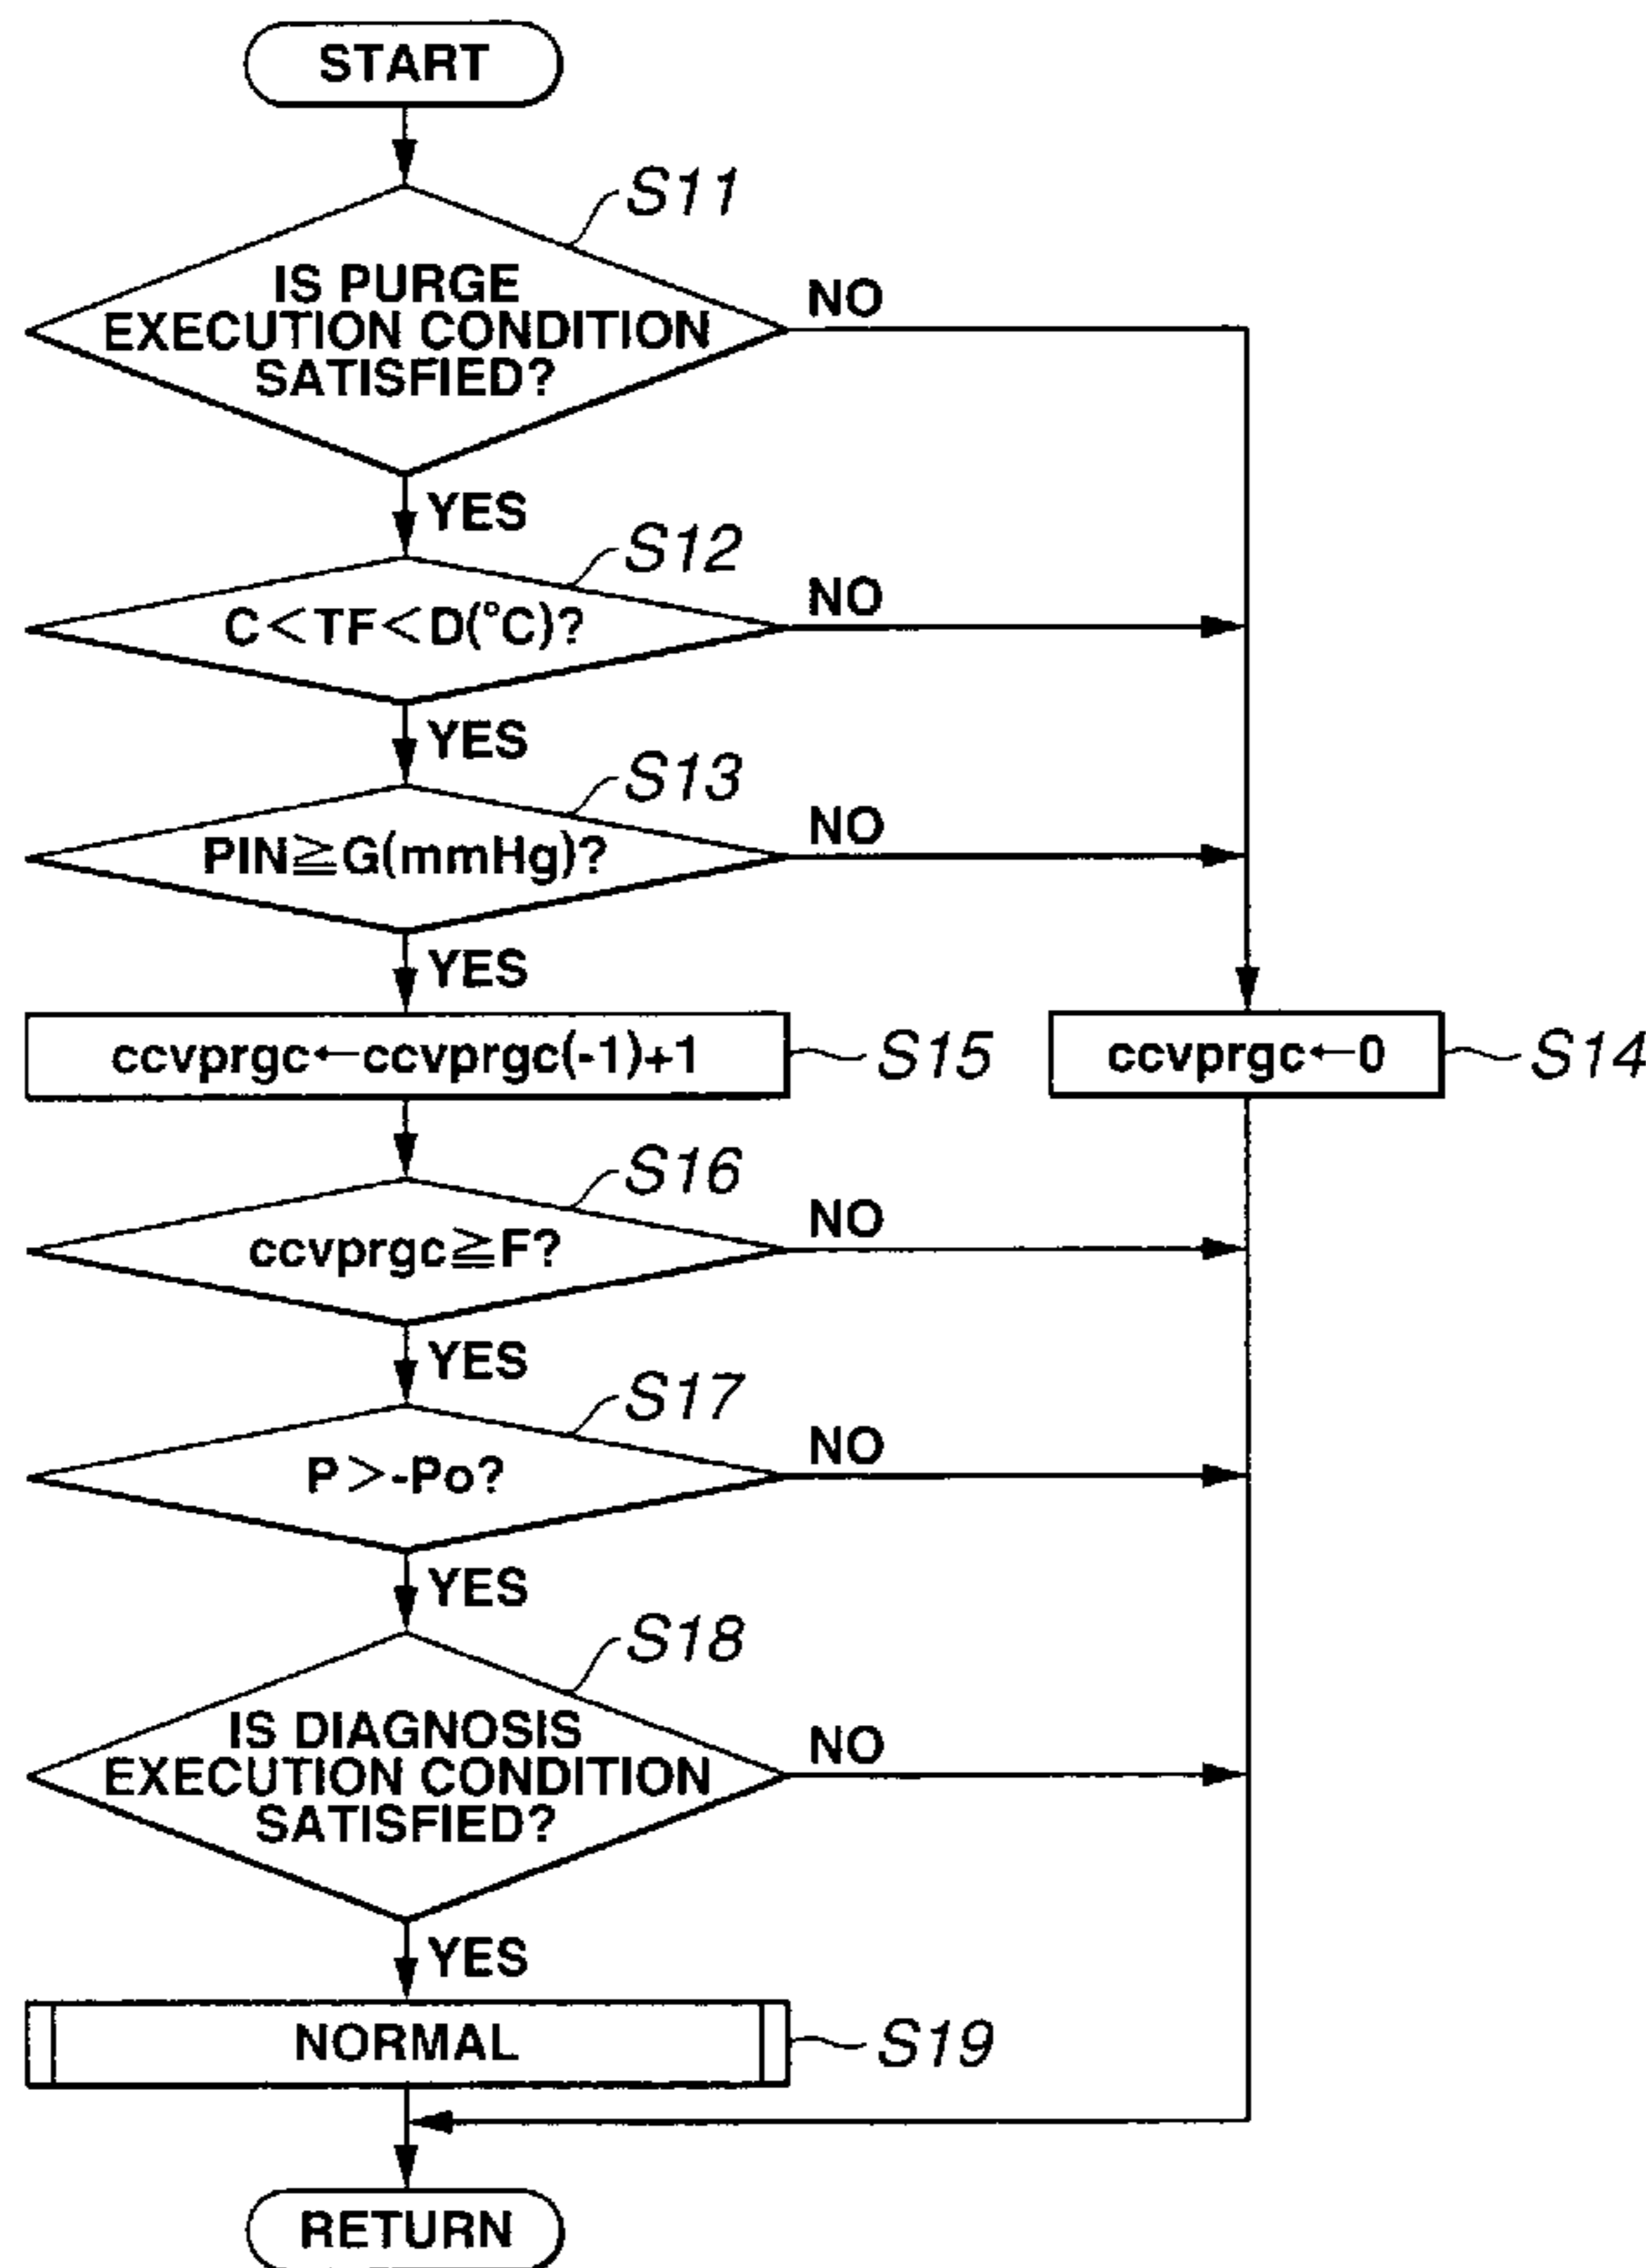 START
S11
IS PURGE
EXECUTION CONDITION
SATISFIED?
NO
YES
S12
C<TF<D(°C)?
NO
YES
S13
PIN≧G(mmHg)?
NO
YES
ccvprgc←ccvprgc(-1)+1
S15
ccvprgc←0
S14
S16
ccvprgc≧F?
NO
YES
S17
P>-Po?
NO
YES
S18
IS DIAGNOSIS
EXECUTION CONDITION
SATISFIED?
NO
YES
NORMAL
S19
RETURN